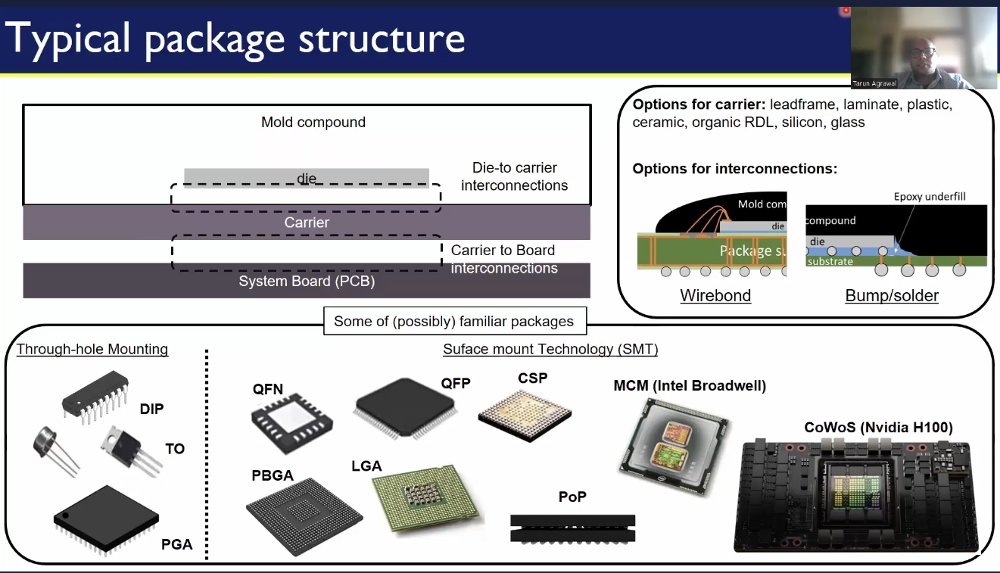 Typical package structure
Tarun Agrawal
Mold compound
die
Die-to carrier
interconnections
Carrier
Carrier to Board
interconnections
System Board (PCB)
Options for carrier: leadframe, laminate, plastic,
ceramic, organic RDL, silicon, glass
Options for interconnections:
Mold com
die
Package su
Wirebond
Epoxy underfill
compound
die
substrate
Bump/solder
Some of (possibly) familiar packages
Through-hole Mounting
DIP
TO
PGA
Suface mount Technology (SMT)
QFN
QFP
CSP
MCM (Intel Broadwell)
CoWoS (Nvidia H100)
PBGA
LGA
PoP